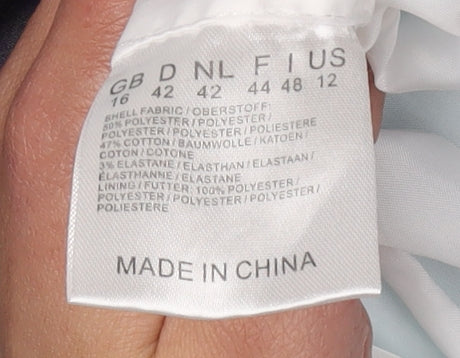 GB D NL F I US
16 42 42 44 48 12
SHELL FABRIC / OBERSTOFF:
50% POLYESTER / POLYESTER /
POLYESTER / POLYESTER / POLIESTERE
47% COTTON / BAUMWOLLE / KATOEN /
COTON / COTONE
3% ELASTANE / ELASTHAN / ELASTAAN /
ÉLASTHANNE / ELASTANE
LINING / FUTTER: 100% POLYESTER /
POLYESTER / POLYESTER / POLYESTER /
POLIESTERE
MADE IN CHINA